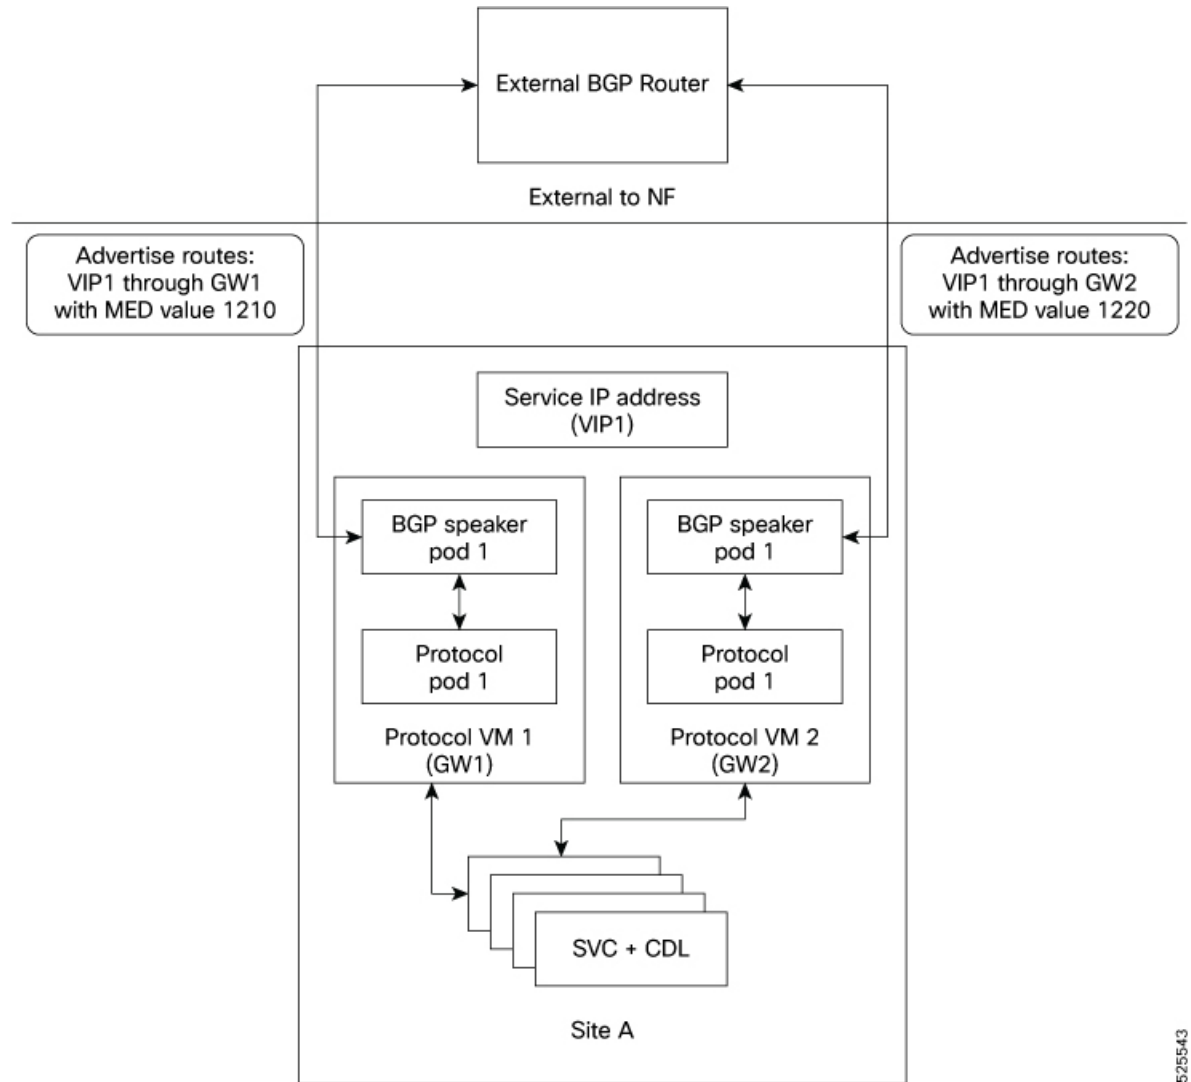 External BGP Router
External to NF
Advertise routes:
VIP1 through GW1
with MED value 1210
Advertise routes:
VIP1 through GW2
with MED value 1220
Service IP address
(VIP1)
BGP speaker
pod 1
BGP speaker
pod 1
Protocol
pod 1
Protocol
pod 1
Protocol VM 1
(GW1)
Protocol VM 2
(GW2)
SVC + CDL
Site A
525543